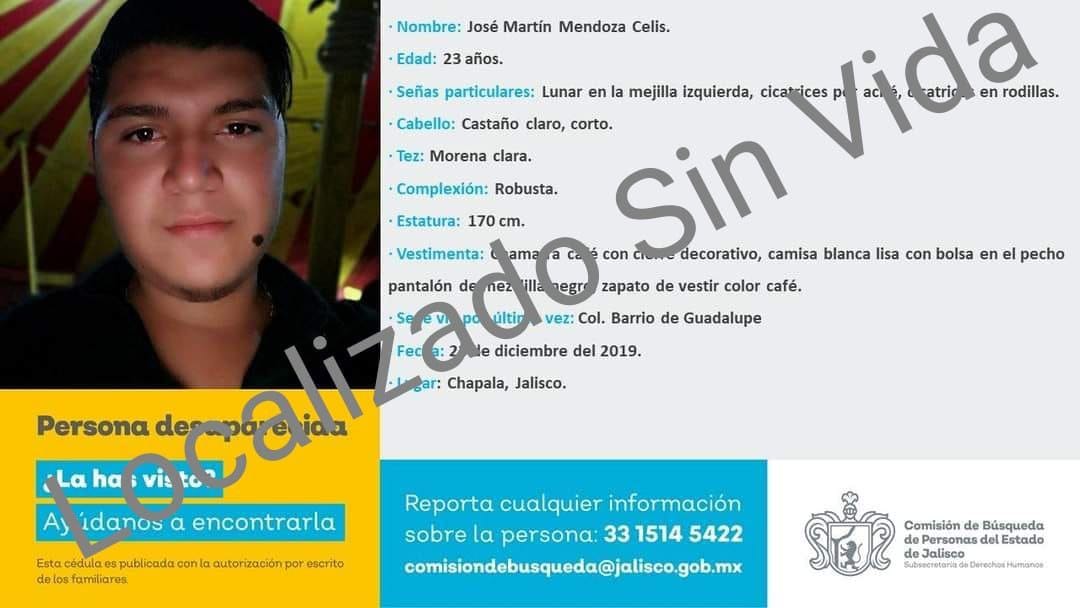 · Nombre: José Martín Mendoza Celis.
· Edad: 23 años.
· Señas particulares: Lunar en la mejilla izquierda, cicatrices por acné, cicatrices en rodillas.
· Cabello: Castaño claro, corto.
· Tez: Morena clara.
· Complexión: Robusta.
· Estatura: 170 cm.
· Vestimenta: Chamarra café con cierre decorativo, camisa blanca lisa con bolsa en el pecho
pantalón de mezclilla negro, zapato de vestir color café.
· Se le vio por última vez: Col. Barrio de Guadalupe
· Fecha: de diciembre del 2019.
· Lugar: Chapala, Jalisco.
Localizado Sin Vida
Persona desaparecida
¿La has visto?
Ayúdanos a encontrarla
Esta cédula es publicada con la autorización por escrito
de los familiares.
Reporta cualquier información
sobre la persona: 33 1514 5422
comisiondebusqueda@jalisco.gob.mx
Comisión de Búsqueda
de Personas del Estado
de Jalisco
Subsecretaría de Derechos Humanos